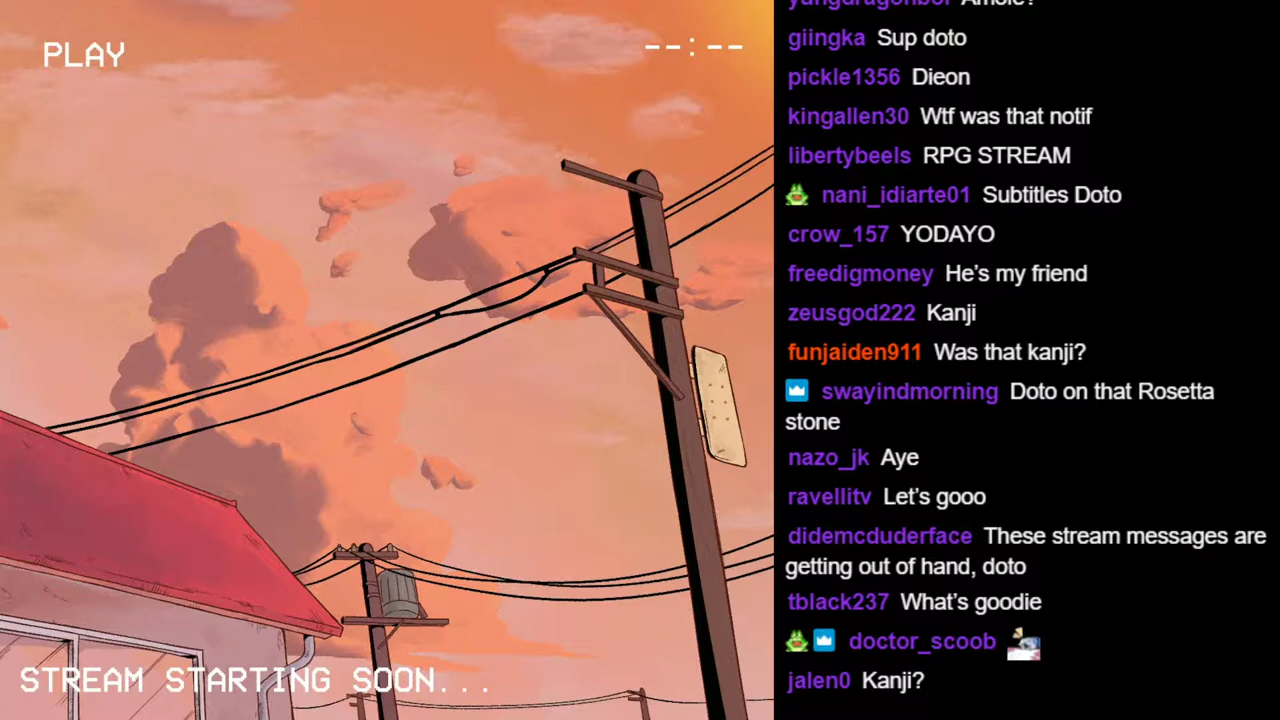 PLAY
--:--
STREAM STARTING SOON...
giingka Sup doto
pickle1356 Dieon
kingallen30 Wtf was that notif
libertybeels RPG STREAM
nani_idiarte01 Subtitles Doto
crow_157 YODAYO
freedigmoney He's my friend
zeusgod222 Kanji
funjaiden911 Was that kanji?
swayindmorning Doto on that Rosetta
stone
nazo_jk Aye
ravellitv Let's gooo
didemcduderface These stream messages are
getting out of hand, doto
tblack237 What's goodie
doctor_scoob
jalen0 Kanji?